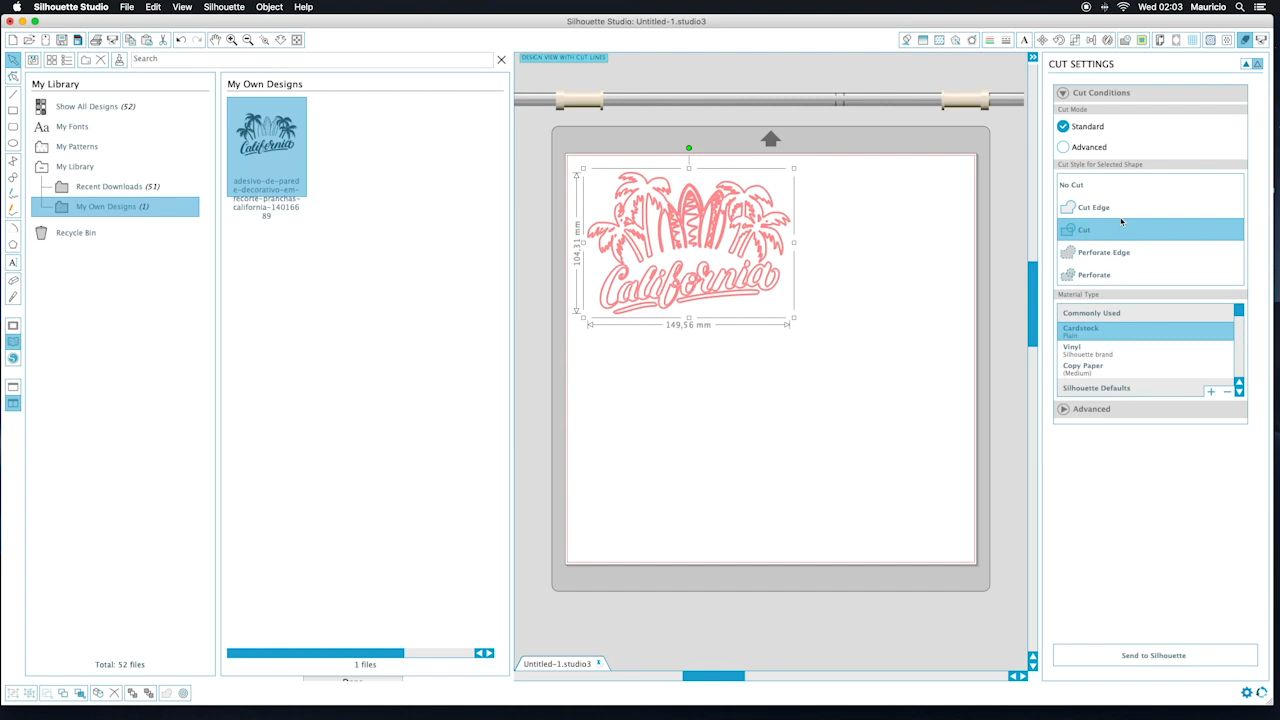 Silhouette Studio File Edit View Silhouette Object Help
Wed 02:03 Mauricio
Silhouette Studio: Untitled-1.studio3
Search
My Library
Show All Designs (52)
My Fonts
My Patterns
My Library
Recent Downloads (51)
My Own Designs (1)
Recycle Bin
Total: 52 files
My Own Designs
California
adesivo-de-pared
e-decorativo-em-
recorte-pranchas-
california-140166
89
1 files
DESIGN VIEW WITH CUT LINES
104,31 mm
California
149,56 mm
Untitled-1.studio3 x
CUT SETTINGS
Cut Conditions
Cut Mode
Standard
Advanced
Cut Style for Selected Shape
No Cut
Cut Edge
Cut
Perforate Edge
Perforate
Material Type
Commonly Used
Cardstock
Plain
Vinyl
Silhouette brand
Copy Paper
(Medium)
Silhouette Defaults
+ −
Advanced
Send to Silhouette